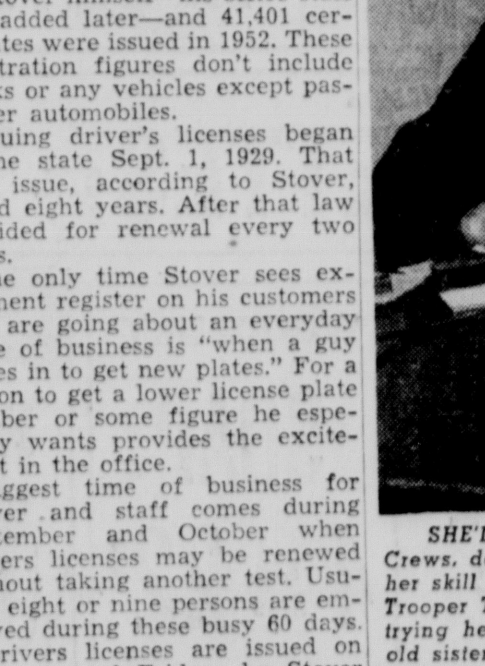 added later—and 41,401 cer-
tes were issued in 1952. These
tration figures don't include
s or any vehicles except pas-
er automobiles.
uing driver's licenses began
ne state Sept. 1, 1929. That
issue, according to Stover,
d eight years. After that law
ided for renewal every two
s.
e only time Stover sees ex-
ment register on his customers
are going about an everyday
e of business is "when a guy
es in to get new plates." For a
on to get a lower license plate
ber or some figure he espe-
y wants provides the excite-
t in the office.
ggest time of business for
er and staff comes during
tember and October when
ers licenses may be renewed
out taking another test. Usu-
eight or nine persons are em-
ed during these busy 60 days.
rivers licenses are issued on
SHE'
Crews, d
her skill
Trooper
trying he
old sister